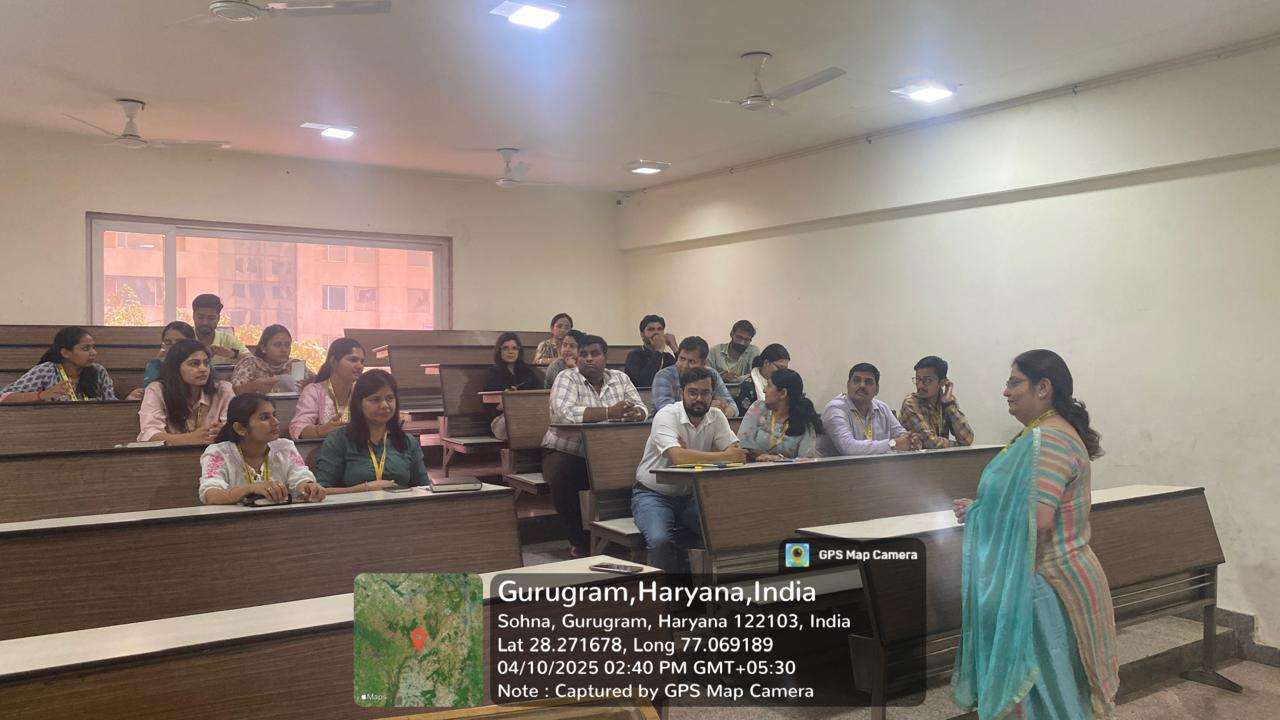 GPS Map Camera
Gurugram,Haryana,India
Sohna, Gurugram, Haryana 122103, India
Lat 28.271678, Long 77.069189
04/10/2025 02:40 PM GMT+05:30
Note : Captured by GPS Map Camera
Maps